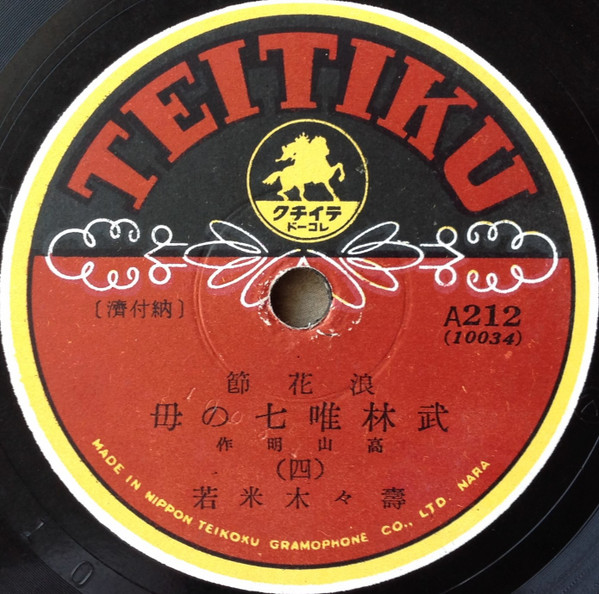 TEITIKU
テイチク
レコード
〔納付濟〕
A212
(10034)
浪花節
武林唯七の母
高山明作
(四)
壽々木米若
MADE IN NIPPON TEIKOKU GRAMOPHONE CO., LTD. NARA